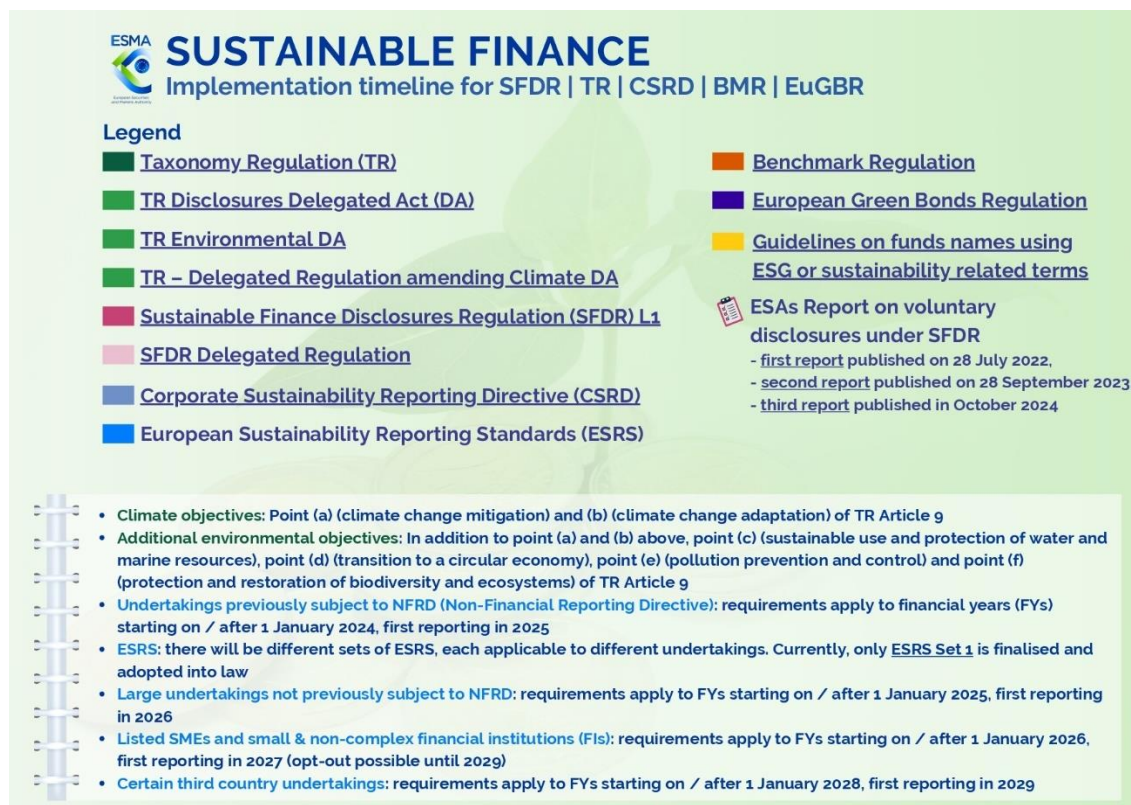 ESMA
European Securities
and Markets Authority
SUSTAINABLE FINANCE
Implementation timeline for SFDR | TR | CSRD | BMR | EuGBR
Legend
Taxonomy Regulation (TR)
TR Disclosures Delegated Act (DA)
TR Environmental DA
TR – Delegated Regulation amending Climate DA
Sustainable Finance Disclosures Regulation (SFDR) L1
SFDR Delegated Regulation
Corporate Sustainability Reporting Directive (CSRD)
European Sustainability Reporting Standards (ESRS)
Benchmark Regulation
European Green Bonds Regulation
Guidelines on funds names using
ESG or sustainability related terms
ESAs Report on voluntary
disclosures under SFDR
- first report published on 28 July 2022,
- second report published on 28 September 2023
- third report published in October 2024
• Climate objectives: Point (a) (climate change mitigation) and (b) (climate change adaptation) of TR Article 9
• Additional environmental objectives: In addition to point (a) and (b) above, point (c) (sustainable use and protection of water and
marine resources), point (d) (transition to a circular economy), point (e) (pollution prevention and control) and point (f)
(protection and restoration of biodiversity and ecosystems) of TR Article 9
• Undertakings previously subject to NFRD (Non-Financial Reporting Directive): requirements apply to financial years (FYs)
starting on / after 1 January 2024, first reporting in 2025
• ESRS: there will be different sets of ESRS, each applicable to different undertakings. Currently, only ESRS Set 1 is finalised and
adopted into law
• Large undertakings not previously subject to NFRD: requirements apply to FYs starting on / after 1 January 2025, first reporting
in 2026
• Listed SMEs and small & non-complex financial institutions (FIs): requirements apply to FYs starting on / after 1 January 2026,
first reporting in 2027 (opt-out possible until 2029)
• Certain third country undertakings: requirements apply to FYs starting on / after 1 January 2028, first reporting in 2029